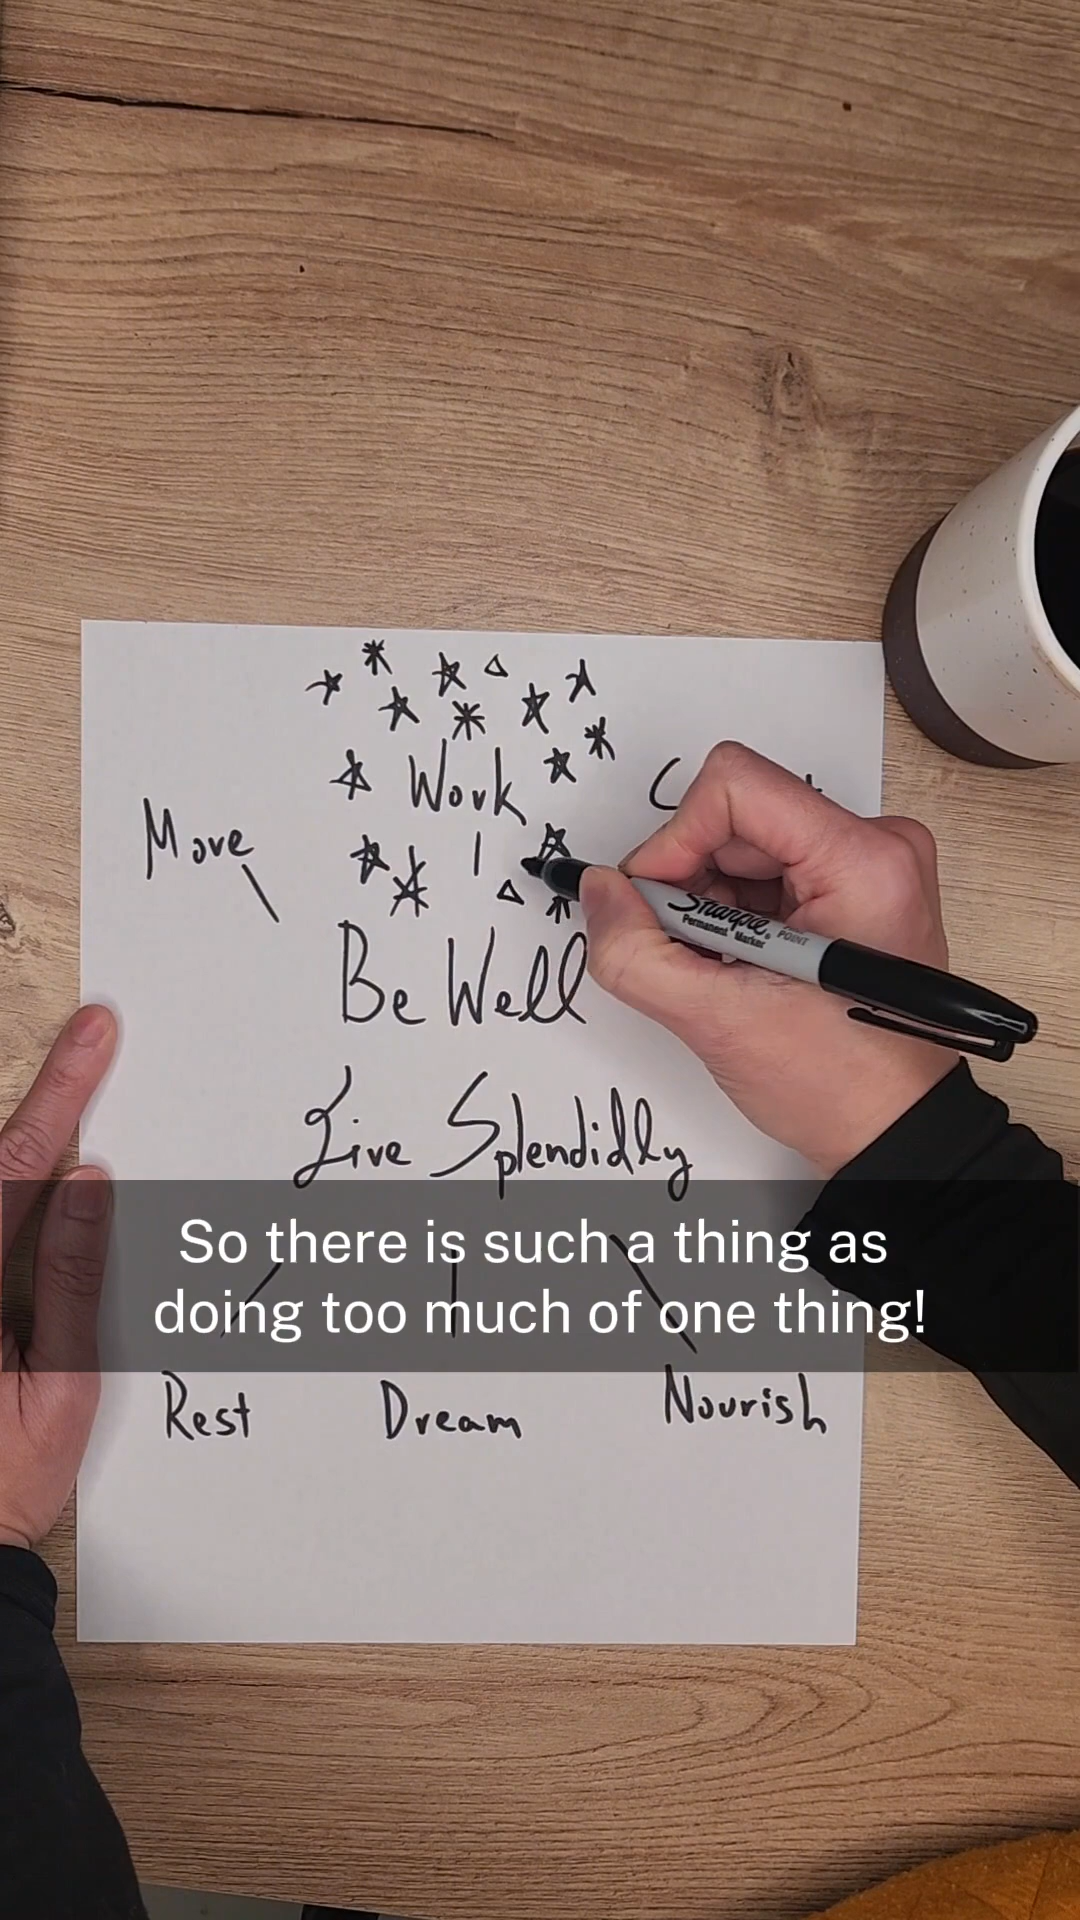 Work
Move
Be Well
Live Splendidly
So there is such a thing as
doing too much of one thing!
Rest
Dream
Nourish
Sharpie
Permanent Marker
POINT